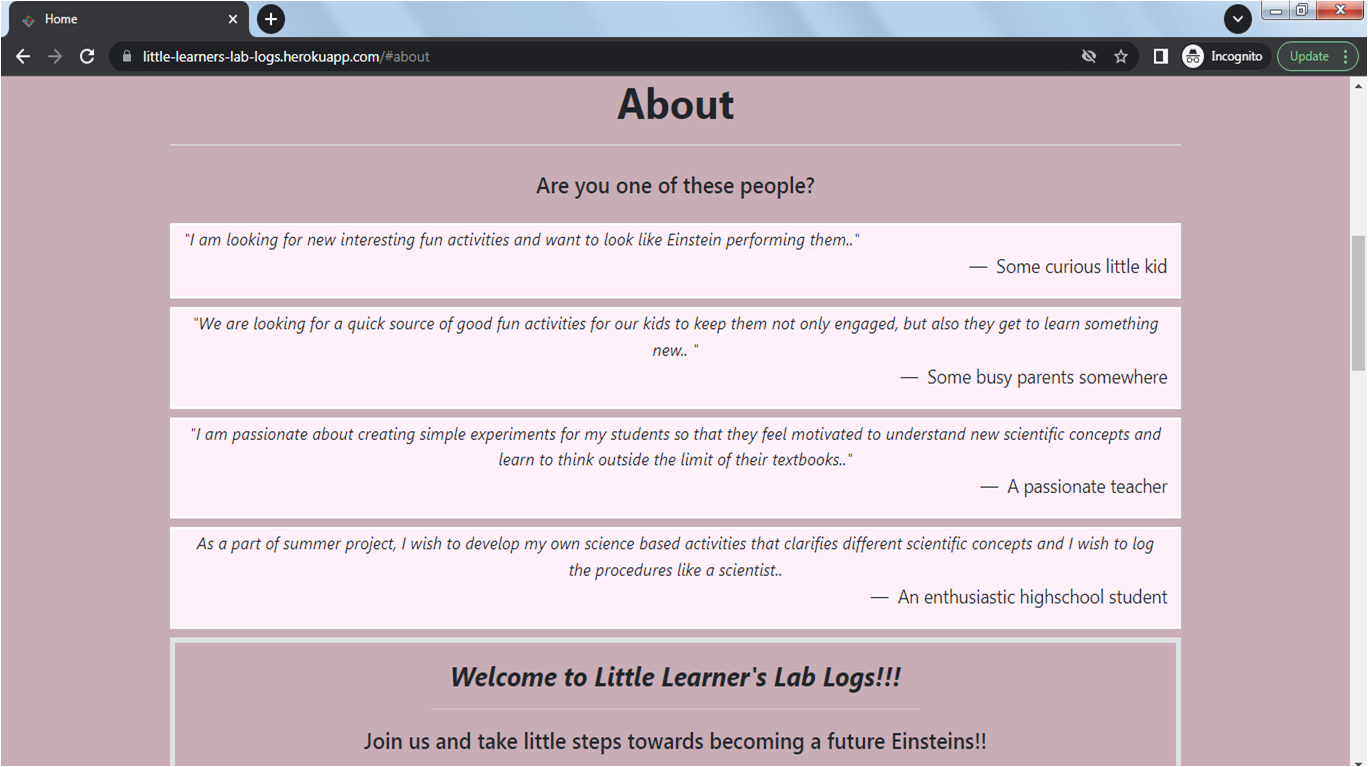 Home
little-learners-lab-logs.herokuapp.com/#about
Incognito
Update
About
Are you one of these people?
"I am looking for new interesting fun activities and want to look like Einstein performing them.."
— Some curious little kid
"We are looking for a quick source of good fun activities for our kids to keep them not only engaged, but also they get to learn something
new.. "
— Some busy parents somewhere
"I am passionate about creating simple experiments for my students so that they feel motivated to understand new scientific concepts and
learn to think outside the limit of their textbooks.."
— A passionate teacher
As a part of summer project, I wish to develop my own science based activities that clarifies different scientific concepts and I wish to log
the procedures like a scientist..
— An enthusiastic highschool student
Welcome to Little Learner's Lab Logs!!!
Join us and take little steps towards becoming a future Einsteins!!